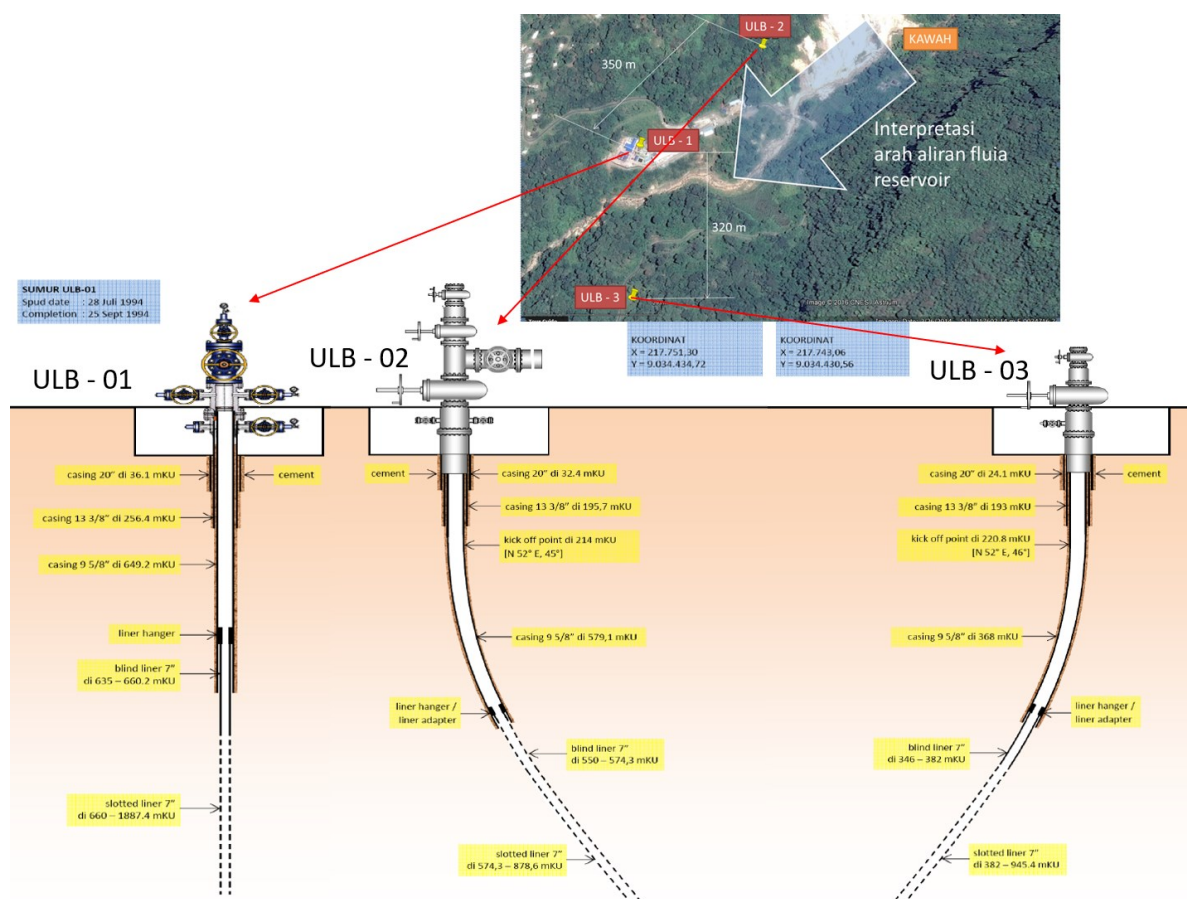 ULB - 2
KAWAH
350 m
ULB - 1
Interpretasi
arah aliran fluia
reservoir
320 m
ULB - 3
SUMUR ULB-01
Spud date : 28 Juli 1994
Completion : 25 Sept 1994
KOORDINAT
X = 217.751,30
Y = 9.034.434,72
KOORDINAT
X = 217.743,06
Y = 9.034.430,56
ULB - 01
ULB - 02
ULB - 03
casing 20" di 36.1 mKU
cement
casing 13 3/8" di 256.4 mKU
casing 9 5/8" di 649.2 mKU
liner hanger
blind liner 7"
di 635 – 660.2 mKU
slotted liner 7"
di 660 – 1887.4 mKU
cement
casing 20" di 32.4 mKU
casing 13 3/8" di 195,7 mKU
kick off point di 214 mKU
[N 52° E, 45°]
casing 9 5/8" di 579,1 mKU
liner hanger /
liner adapter
blind liner 7"
di 550 – 574,3 mKU
slotted liner 7"
di 574,3 – 878,6 mKU
casing 20" di 24.1 mKU
cement
casing 13 3/8" di 193 mKU
kick off point di 220.8 mKU
[N 52° E, 46°]
casing 9 5/8" di 368 mKU
liner hanger /
liner adapter
blind liner 7"
di 346 – 382 mKU
slotted liner 7"
di 382 – 945.4 mKU